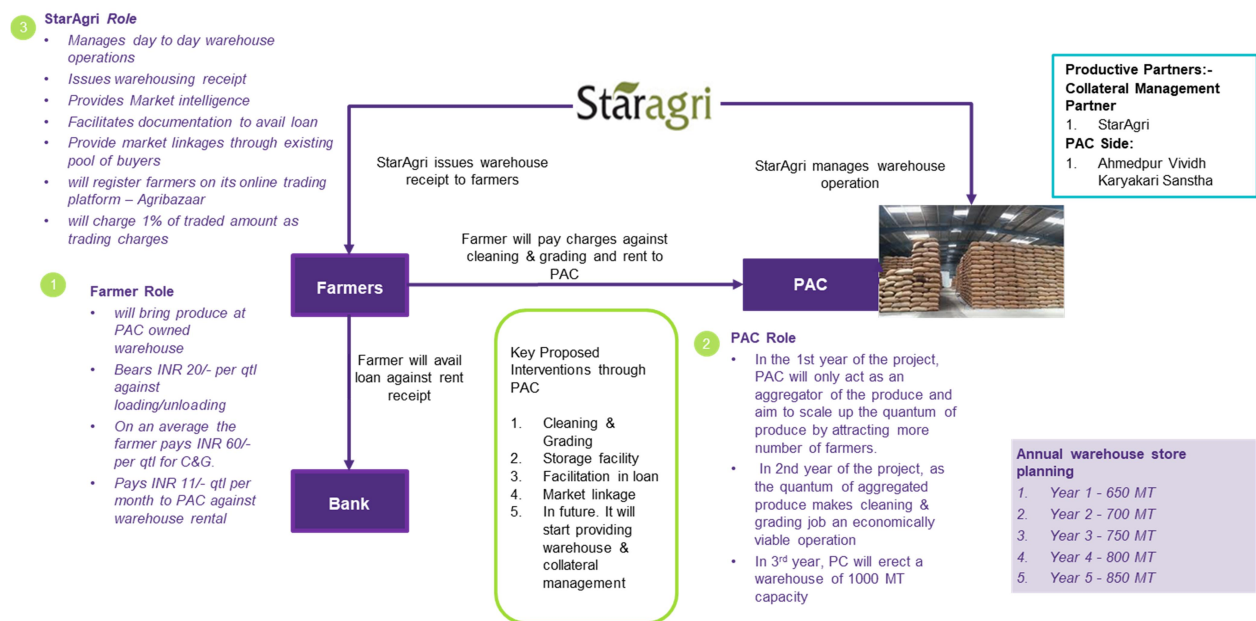 3
StarAgri Role
• Manages day to day warehouse
operations
• Issues warehousing receipt
• Provides Market intelligence
• Facilitates documentation to avail loan
• Provide market linkages through existing
pool of buyers
• will register farmers on its online trading
platform – Agribazaar
• will charge 1% of traded amount as
trading charges
Staragri
Productive Partners:-
Collateral Management
Partner
1. StarAgri
PAC Side:
1. Ahmedpur Vividh
Karyakari Sanstha
StarAgri issues warehouse
receipt to farmers
StarAgri manages warehouse
operation
Farmer will pay charges against
cleaning & grading and rent to
PAC
Farmers
PAC
1
Farmer Role
• will bring produce at
PAC owned
warehouse
• Bears INR 20/- per qtl
against
loading/unloading
• On an average the
farmer pays INR 60/-
per qtl for C&G.
• Pays INR 11/- qtl per
month to PAC against
warehouse rental
Farmer will avail
loan against rent
receipt
Bank
Key Proposed
Interventions through
PAC
1. Cleaning &
Grading
2. Storage facility
3. Facilitation in loan
4. Market linkage
5. In future. It will
start providing
warehouse &
collateral
management
2
PAC Role
• In the 1st year of the project,
PAC will only act as an
aggregator of the produce and
aim to scale up the quantum of
produce by attracting more
number of farmers.
• In 2nd year of the project, as
the quantum of aggregated
produce makes cleaning &
grading job an economically
viable operation
• In 3rd year, PC will erect a
warehouse of 1000 MT
capacity
Annual warehouse store
planning
1. Year 1 - 650 MT
2. Year 2 - 700 MT
3. Year 3 - 750 MT
4. Year 4 - 800 MT
5. Year 5 - 850 MT